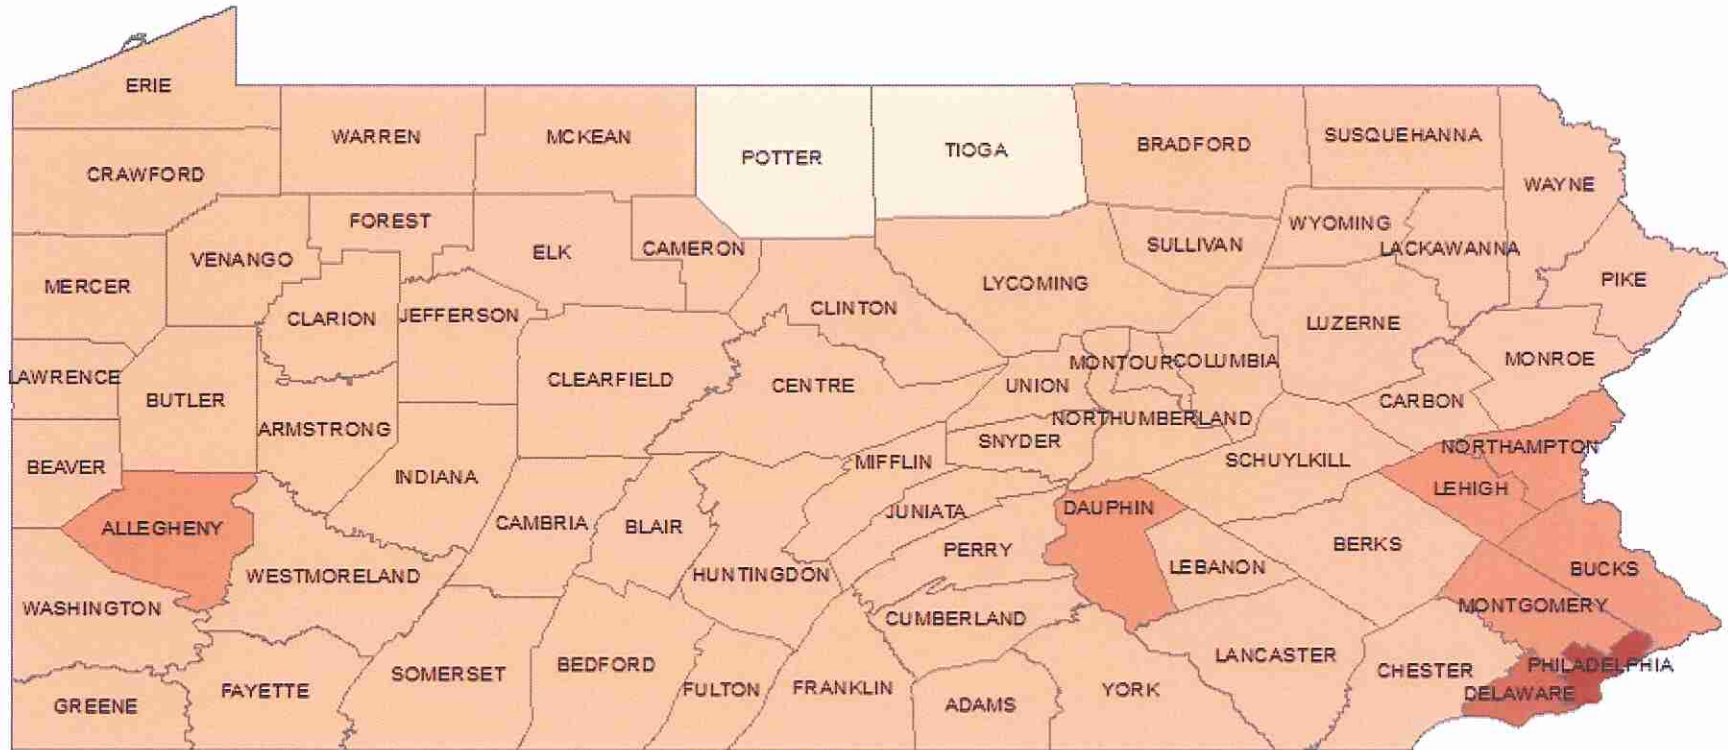 ERIE
WARREN
MCKEAN
POTTER
TIOGA
BRADFORD
SUSQUEHANNA
CRAWFORD
WAYNE
FOREST
WYOMING
VENANGO
ELK
CAMERON
SULLIVAN
LACKAWANNA
MERCER
LYCOMING
PIKE
CLARION
JEFFERSON
CLINTON
LUZERNE
LAWRENCE
MONTOUR
COLUMBIA
MONROE
BUTLER
CLEARFIELD
CENTRE
UNION
CARBON
ARMSTRONG
NORTHUMBERLAND
SNYDER
NORTHAMPTON
BEAVER
INDIANA
MIFFLIN
SCHUYLKILL
LEHIGH
ALLEGHENY
CAMBRIA
BLAIR
JUNIATA
DAUPHIN
PERRY
BERKS
WESTMORELAND
HUNTINGDON
LEBANON
BUCKS
WASHINGTON
CUMBERLAND
MONTGOMERY
SOMERSET
BEDFORD
LANCASTER
PHILADELPHIA
GREENE
FAYETTE
FULTON
FRANKLIN
ADAMS
YORK
CHESTER
DELAWARE